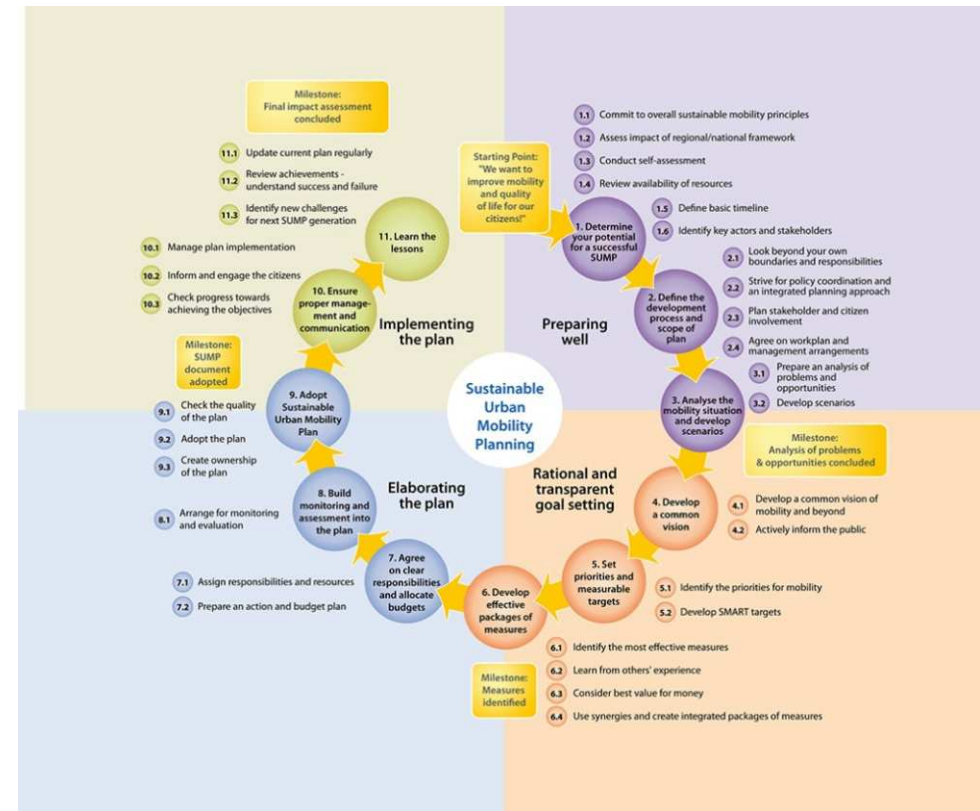 Milestone:
Final impact assessment
concluded
11.1 Update current plan regularly
11.2 Review achievements -
understand success and failure
11.3 Identify new challenges
for next SUMP generation
11. Learn the
lessons
10.1 Manage plan implementation
10.2 Inform and engage the citizens
10.3 Check progress towards
achieving the objectives
10. Ensure
proper manage-
ment and
communication
Implementing
the plan
Milestone:
SUMP
document
adopted
9.1 Check the quality
of the plan
9.2 Adopt the plan
9.3 Create ownership
of the plan
9. Adopt
Sustainable
Urban Mobility
Plan
Starting Point:
"We want to
improve mobility
and quality
of life for our
citizens!"
1.1 Commit to overall sustainable mobility principles
1.2 Assess impact of regional/national framework
1.3 Conduct self-assessment
1.4 Review availability of resources
1.5 Define basic timeline
1.6 Identify key actors and stakeholders
1. Determine
your potential
for a successful
SUMP
2.1 Look beyond your own
boundaries and responsibilities
2.2 Strive for policy coordination and
an integrated planning approach
2.3 Plan stakeholder and citizen
involvement
2.4 Agree on workplan and
management arrangements
2. Define the
development
process and
scope of
plan
Preparing
well
3.1 Prepare an analysis of
problems and
opportunities
3.2 Develop scenarios
3. Analyse the
mobility situation
and develop
scenarios
Sustainable
Urban
Mobility
Planning
Milestone:
Analysis of problems
& opportunities concluded
Rational and
transparent
goal setting
4. Develop
a common
vision
4.1 Develop a common vision of
mobility and beyond
4.2 Actively inform the public
5. Set
priorities and
measurable
targets
5.1 Identify the priorities for mobility
5.2 Develop SMART targets
6. Develop
effective
packages of
measures
6.1 Identify the most effective measures
6.2 Learn from others' experience
6.3 Consider best value for money
6.4 Use synergies and create integrated packages of measures
Milestone:
Measures
identified
Elaborating
the plan
8. Build
monitoring and
assessment into
the plan
8.1 Arrange for monitoring
and evaluation
7. Agree
on clear
responsibilities
and allocate
budgets
7.1 Assign responsibilities and resources
7.2 Prepare an action and budget plan